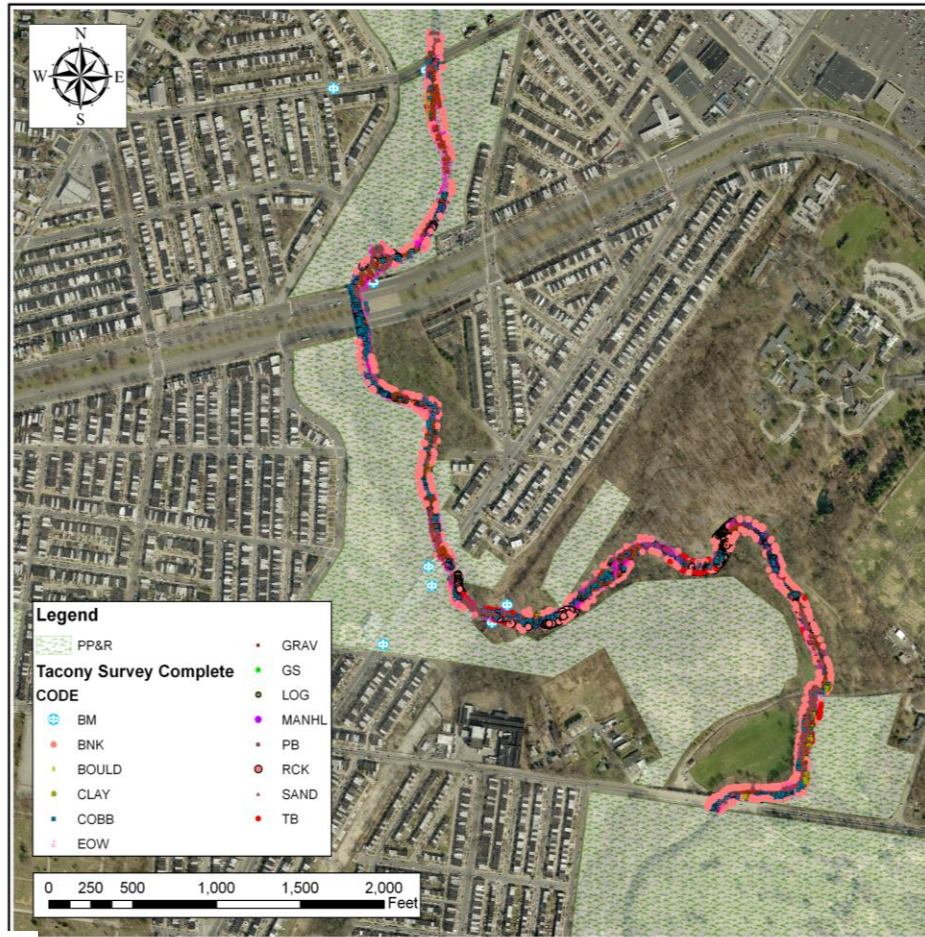 N
W E
S
Legend
PP&R
Tacony Survey Complete
CODE
BM
BNK
BOULD
CLAY
COBB
EOW
GRAV
GS
LOG
MANHL
PB
RCK
SAND
TB
0 250 500 1,000 1,500 2,000
Feet